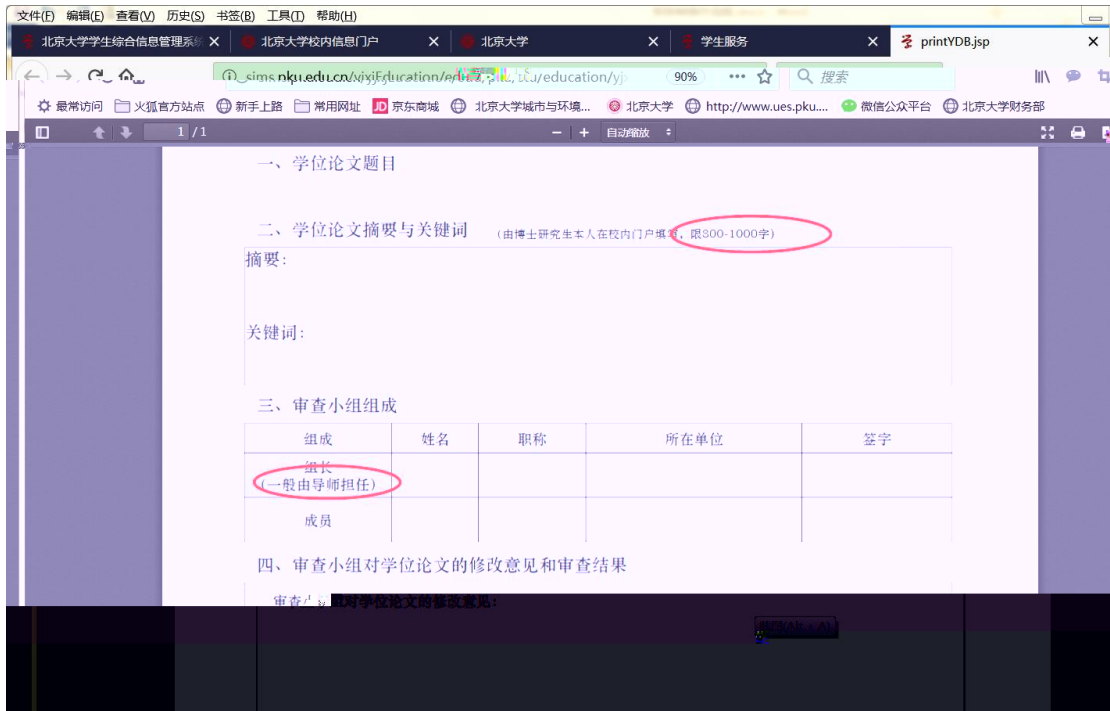 文件(F) 编辑(E) 查看(V) 历史(S) 书签(B) 工具(T) 帮助(H)
北京大学学生综合信息管理系统 × 北京大学校内信息门户 × 北京大学 × 学生服务 × printYDB.jsp ×
sims.pku.edu.cn 90% 搜索
最常访问 火狐官方站点 新手上路 常用网址 JD 京东商城 北京大学城市与环境... 北京大学 http://www.ues.pku.... 微信公众平台 北京大学财务部
1 / 1 — + 自动缩放
一、学位论文题目
二、学位论文摘要与关键词 (由博士研究生本人在校内门户填写，限800-1000字)
摘要：
关键词：
三、审查小组组成
组成 姓名 职称 所在单位 签字
组长
(一般由导师担任)
成员
四、审查小组对学位论文的修改意见和审查结果
审查小组对学位论文的修改意见：